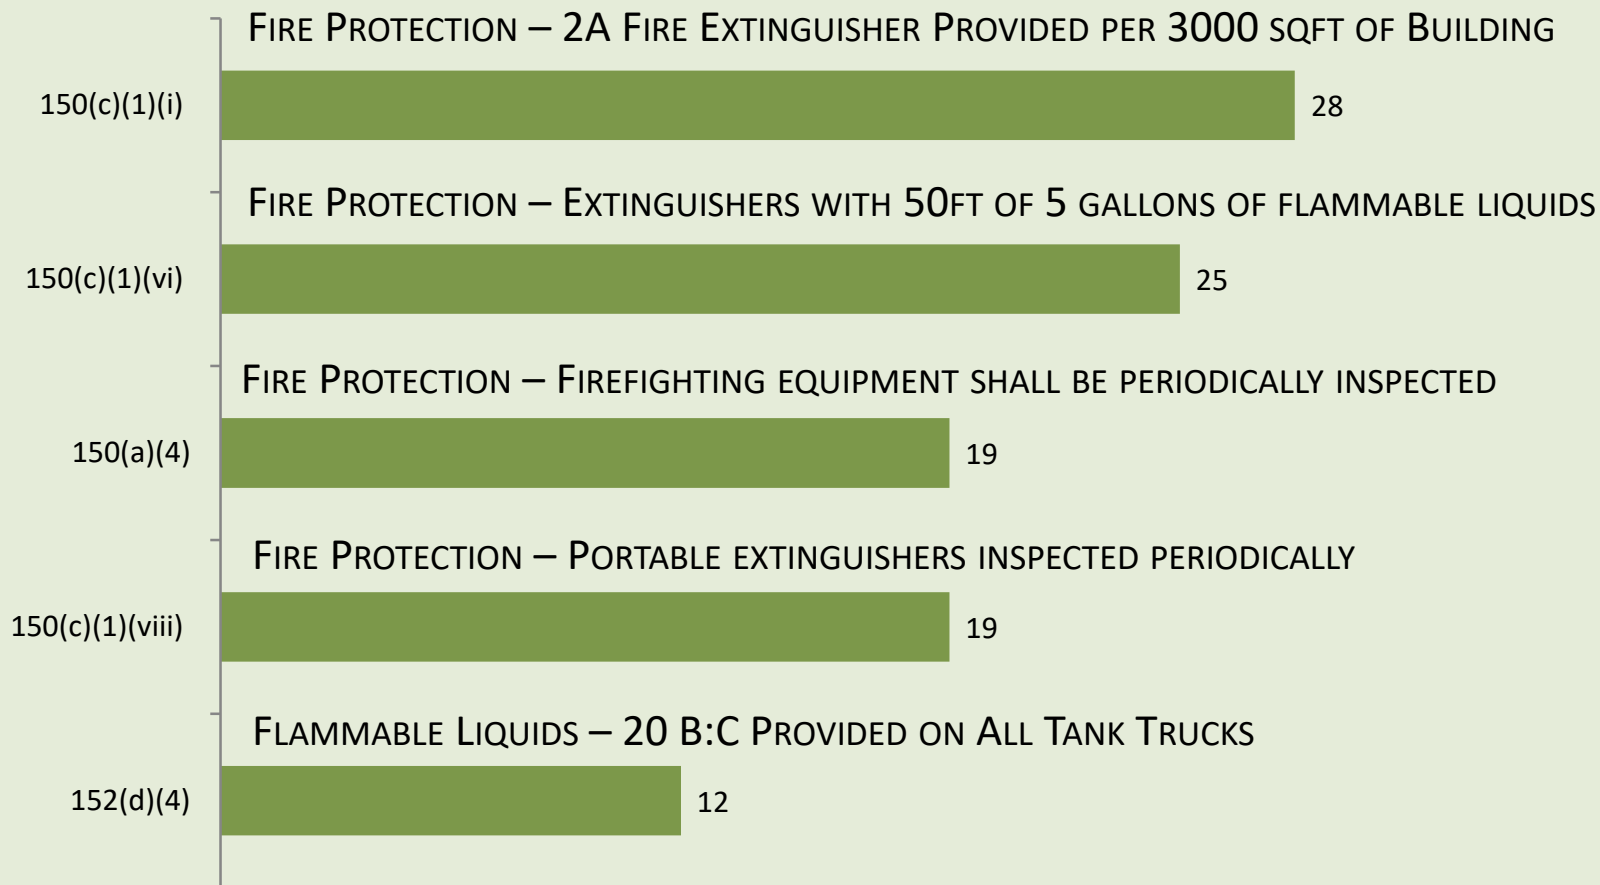 Fire Protection – 2A Fire Extinguisher Provided per 3000 sqft of Building
150(c)(1)(i)
28
Fire Protection – Extinguishers with 50ft of 5 gallons of flammable liquids
150(c)(1)(vi)
25
Fire Protection – Firefighting equipment shall be periodically inspected
150(a)(4)
19
Fire Protection – Portable extinguishers inspected periodically
150(c)(1)(viii)
19
Flammable Liquids – 20 B:C Provided on All Tank Trucks
152(d)(4)
12